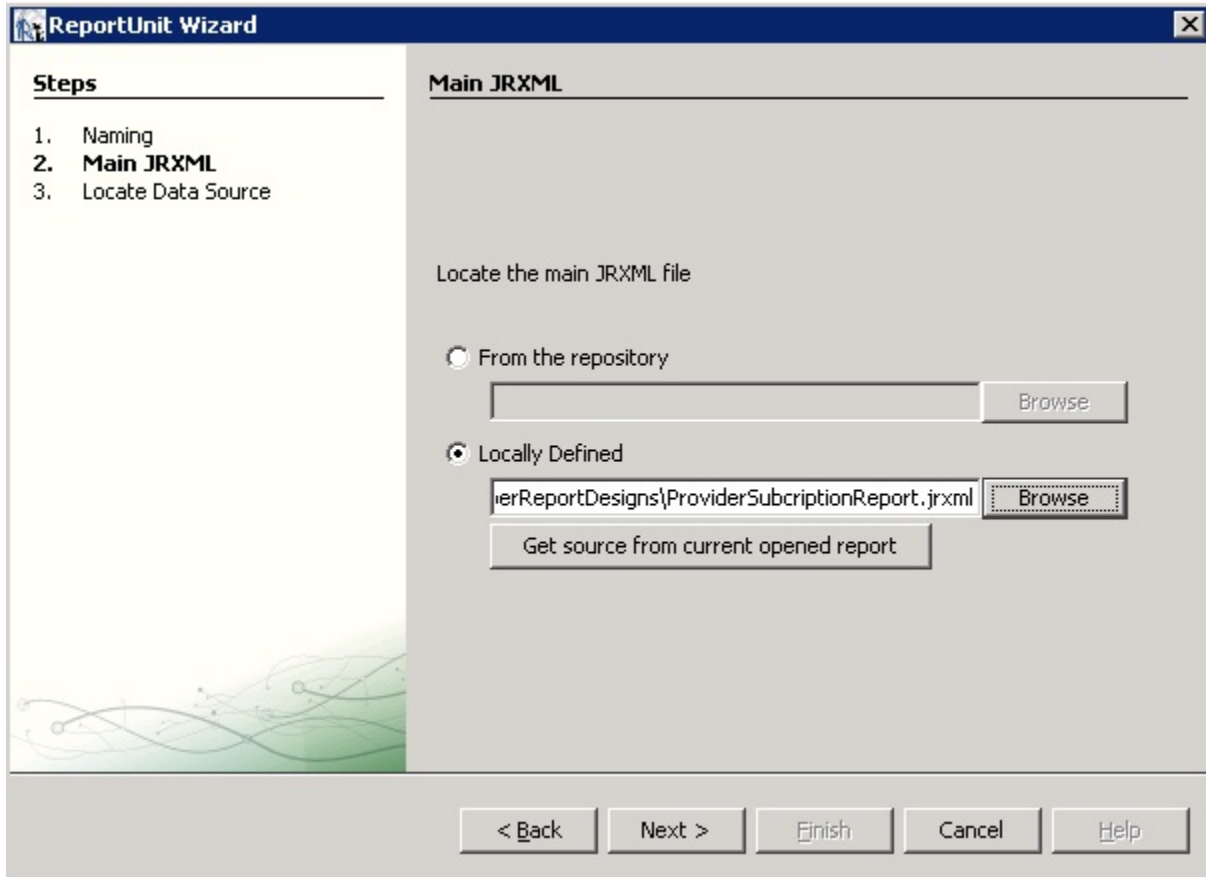 ReportUnit Wizard
Steps
1. Naming
2. Main JRXML
3. Locate Data Source
Main JRXML
Locate the main JRXML file
From the repository
Browse
Locally Defined
erReportDesigns\ProviderSubcriptionReport.jrxml Browse
Get source from current opened report
< Back Next > Finish Cancel Help